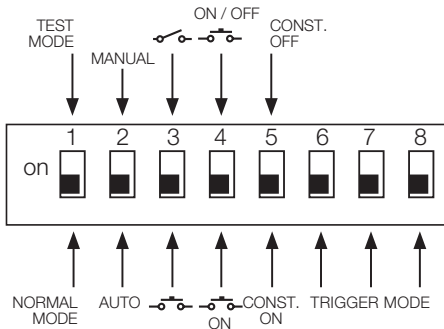 ON / OFF
TEST
MODE
CONST.
OFF
MANUAL
1 2 3 4 5 6 7 8
on
NORMAL
MODE
AUTO
ON
CONST.
ON
TRIGGER MODE